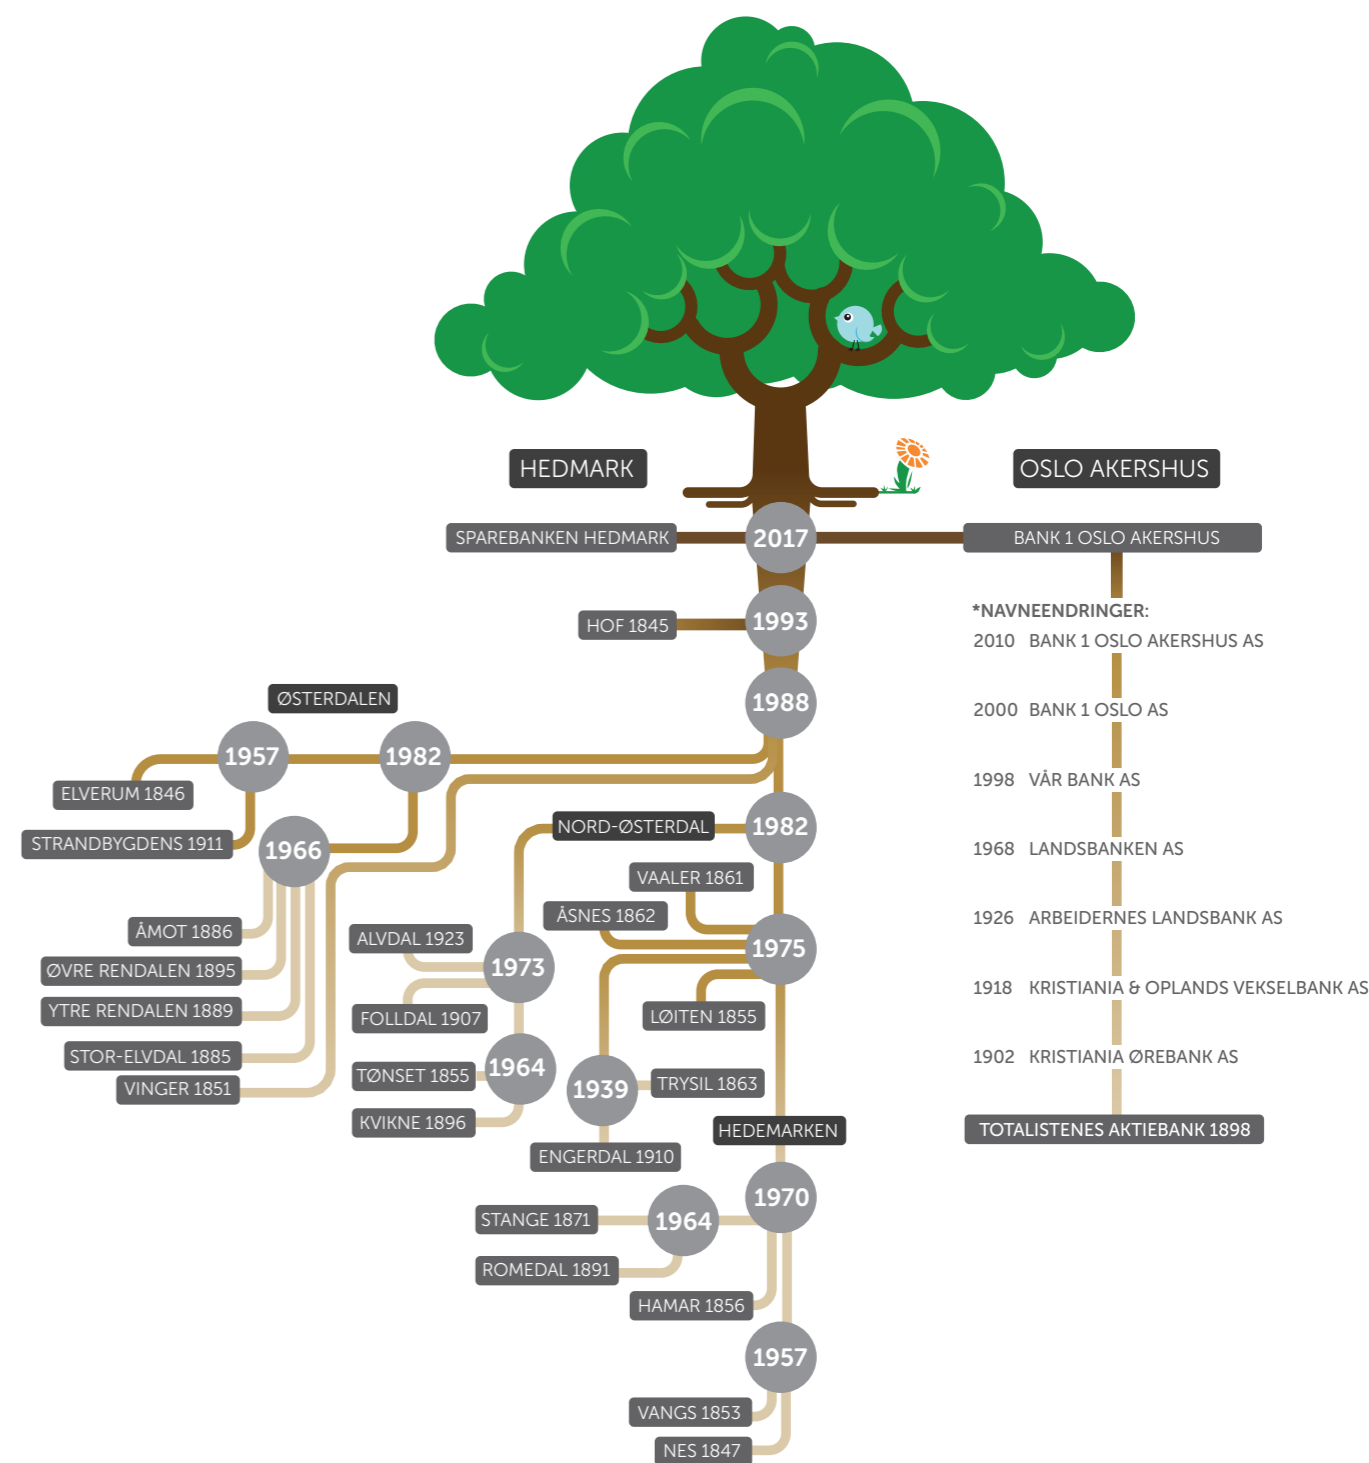 HEDMARK
OSLO AKERSHUS
SPAREBANKEN HEDMARK
2017
BANK 1 OSLO AKERSHUS
HOF 1845
1993
1988
ØSTERDALEN
1957
1982
ELVERUM 1846
STRANDBYGDENS 1911
1966
NORD-ØSTERDAL
1982
VAALER 1861
ÅSNES 1862
1975
ÅMOT 1886
ØVRE RENDALEN 1895
YTRE RENDALEN 1889
STOR-ELVDAL 1885
VINGER 1851
ALVDAL 1923
1973
FOLLDAL 1907
LØITEN 1855
TØNSET 1855
1964
KVIKNE 1896
1939
TRYSIL 1863
ENGERDAL 1910
HEDEMARKEN
1970
STANGE 1871
1964
ROMEDAL 1891
HAMAR 1856
1957
VANGS 1853
NES 1847
*NAVNEENDRINGER:
2010 BANK 1 OSLO AKERSHUS AS
2000 BANK 1 OSLO AS
1998 VÅR BANK AS
1968 LANDSBANKEN AS
1926 ARBEIDERNES LANDSBANK AS
1918 KRISTIANIA & OPLANDS VEKSELBANK AS
1902 KRISTIANIA ØREBANK AS
TOTALISTENES AKTIEBANK 1898